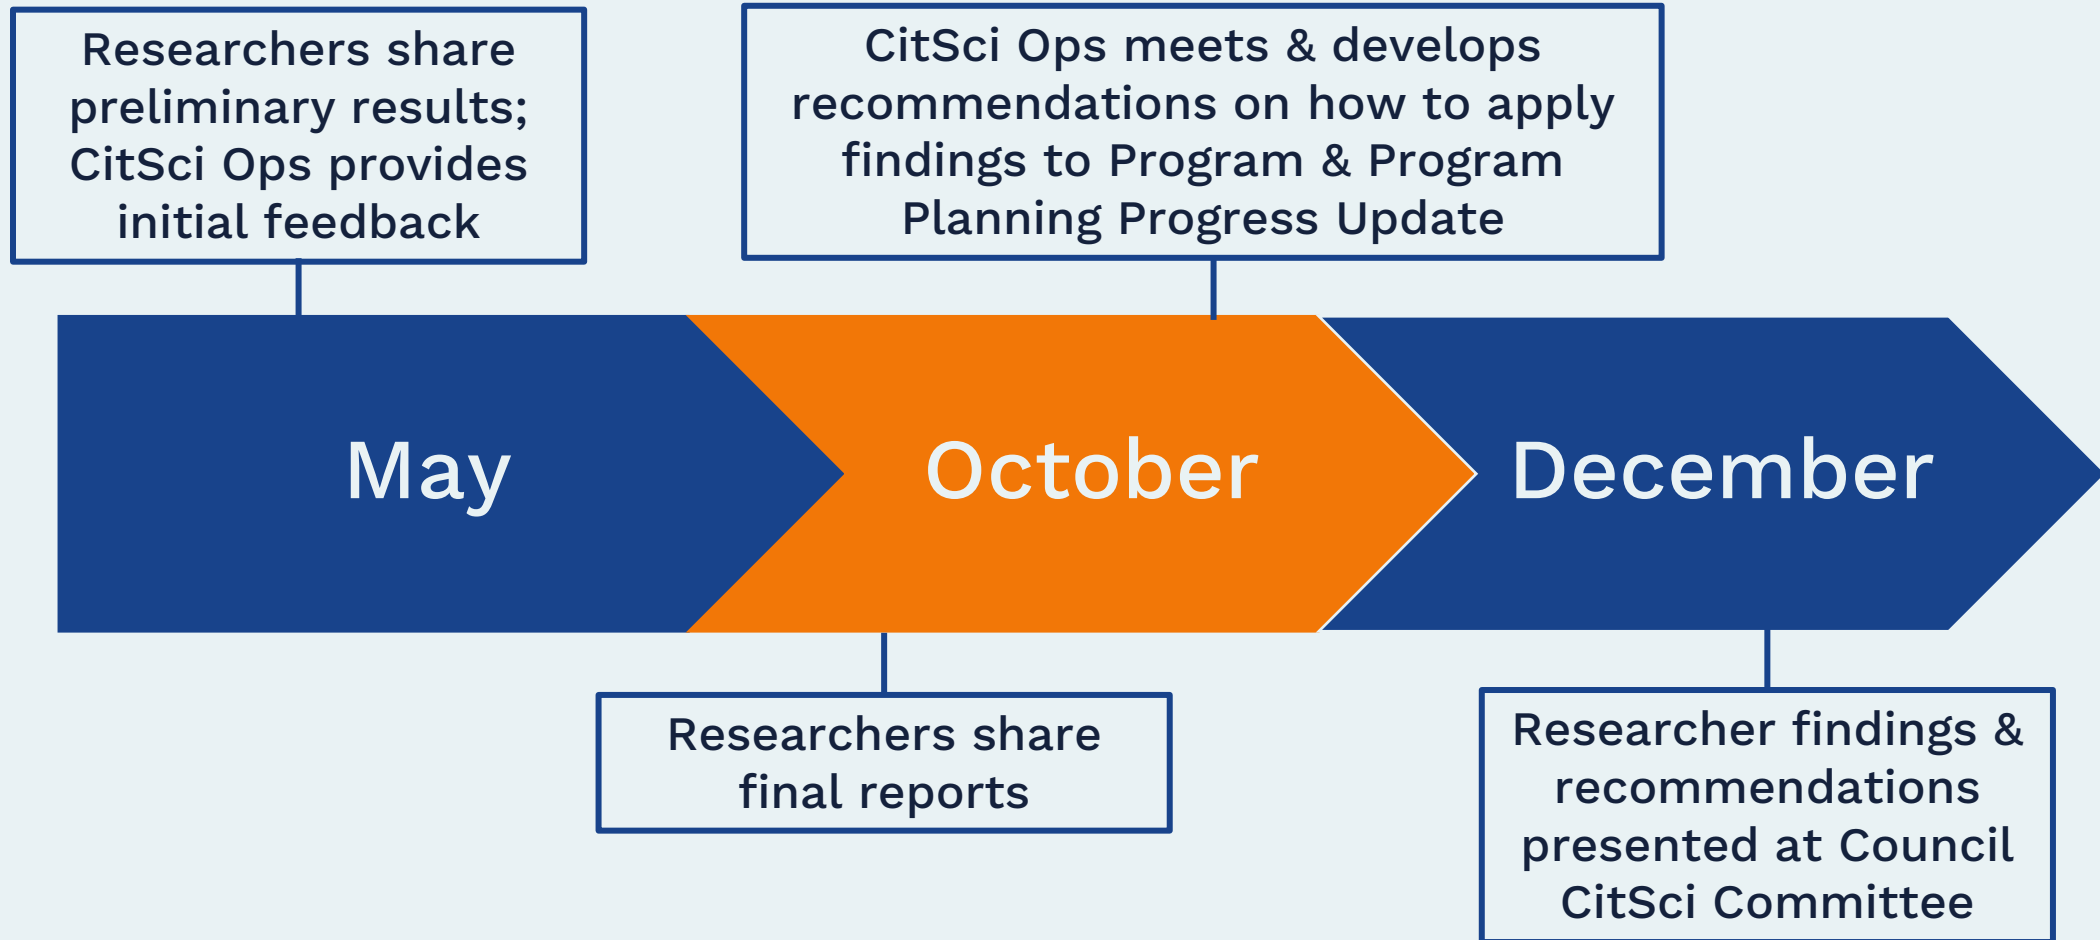 Researchers share
preliminary results;
CitSci Ops provides
initial feedback
CitSci Ops meets & develops
recommendations on how to apply
findings to Program & Program
Planning Progress Update
May
October
December
Researchers share
final reports
Researcher findings &
recommendations
presented at Council
CitSci Committee